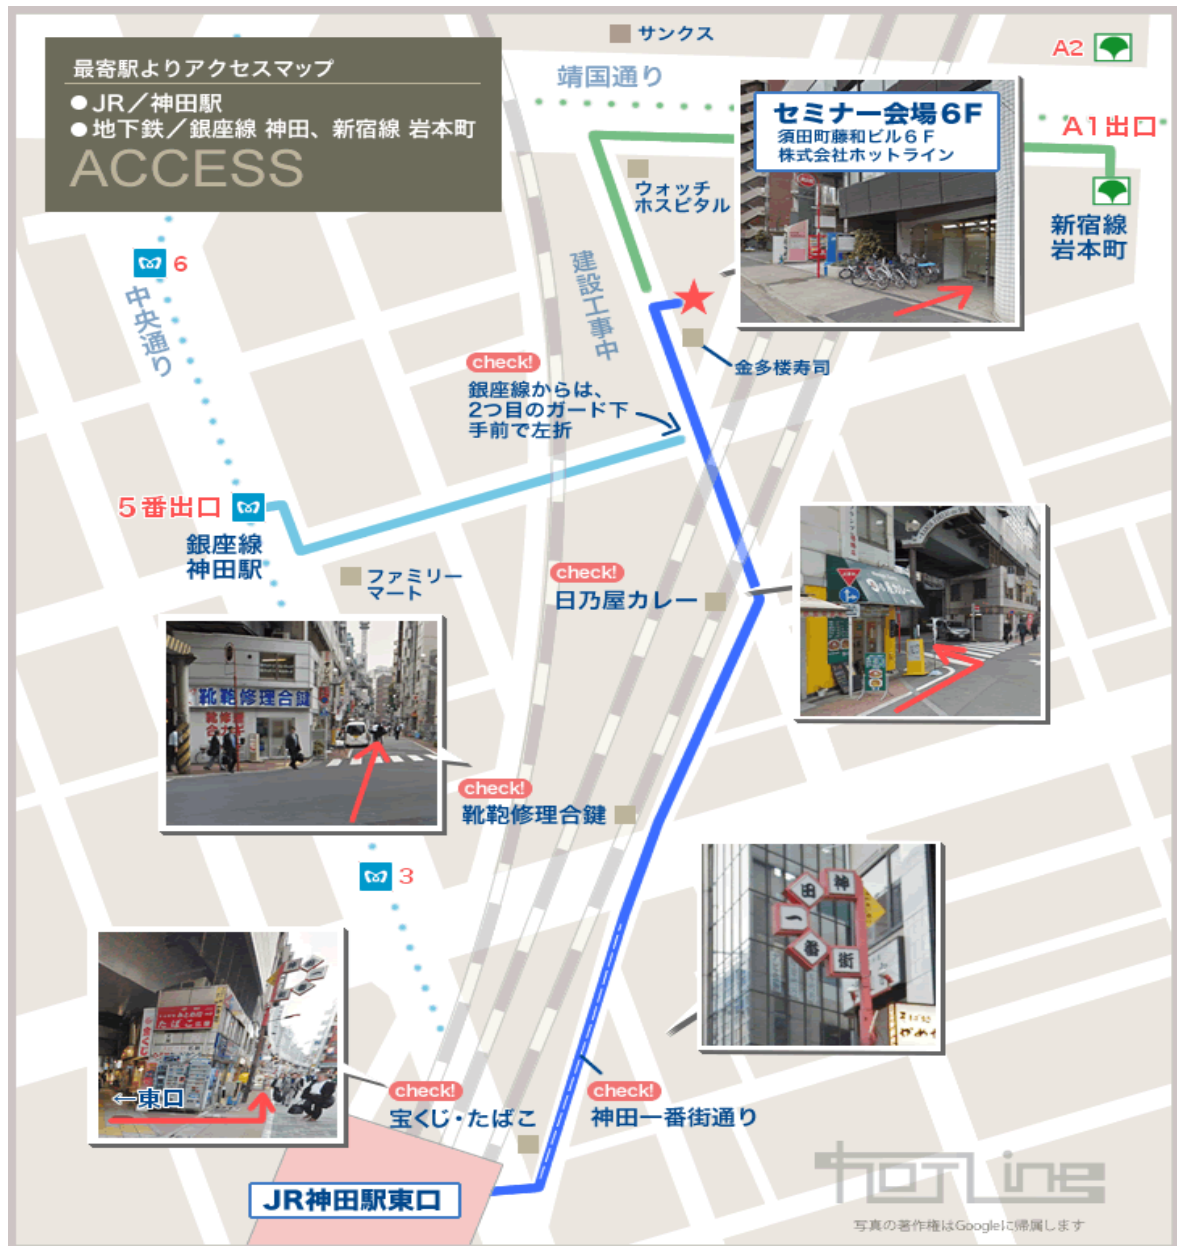 最寄駅よりアクセスマップ
●JR／神田駅
●地下鉄／銀座線 神田、新宿線 岩本町
ACCESS
サンクス
靖国通り
A2
A1出口
セミナー会場6F
須田町藤和ビル6F
株式会社ホットライン
ウォッチ
ホスピタル
新宿線
岩本町
6
中央通り
建設工事中
check!
銀座線からは、
2つ目のガード下
手前で左折
金多楼寿司
5番出口
銀座線
神田駅
ファミリー
マート
check!
日乃屋カレー
靴鞄修理合鍵
check!
靴鞄修理合鍵
3
神田一番街
たばこ
←東口
check!
宝くじ・たばこ
check!
神田一番街通り
JR神田駅東口
HOTLINE
写真の著作権はGoogleに帰属します